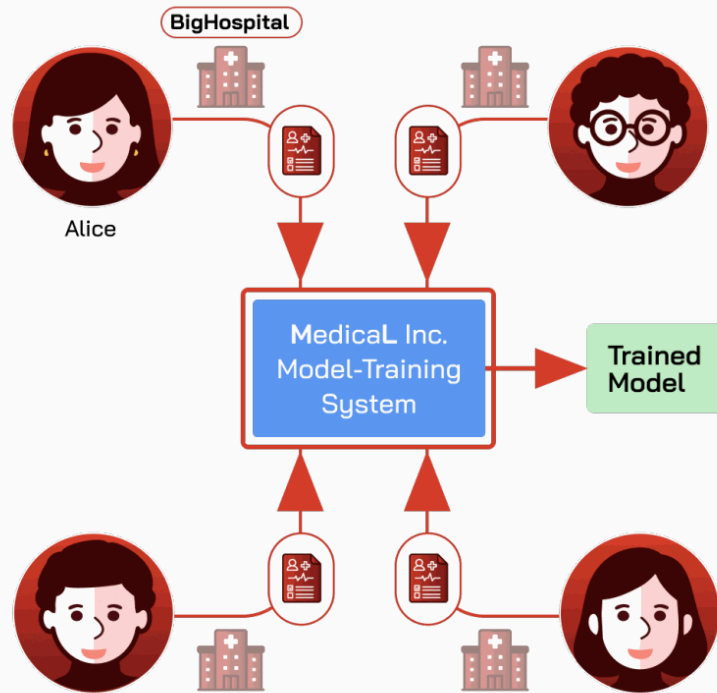 BigHospital
Alice
MedicaL Inc.
Model-Training
System
Trained
Model